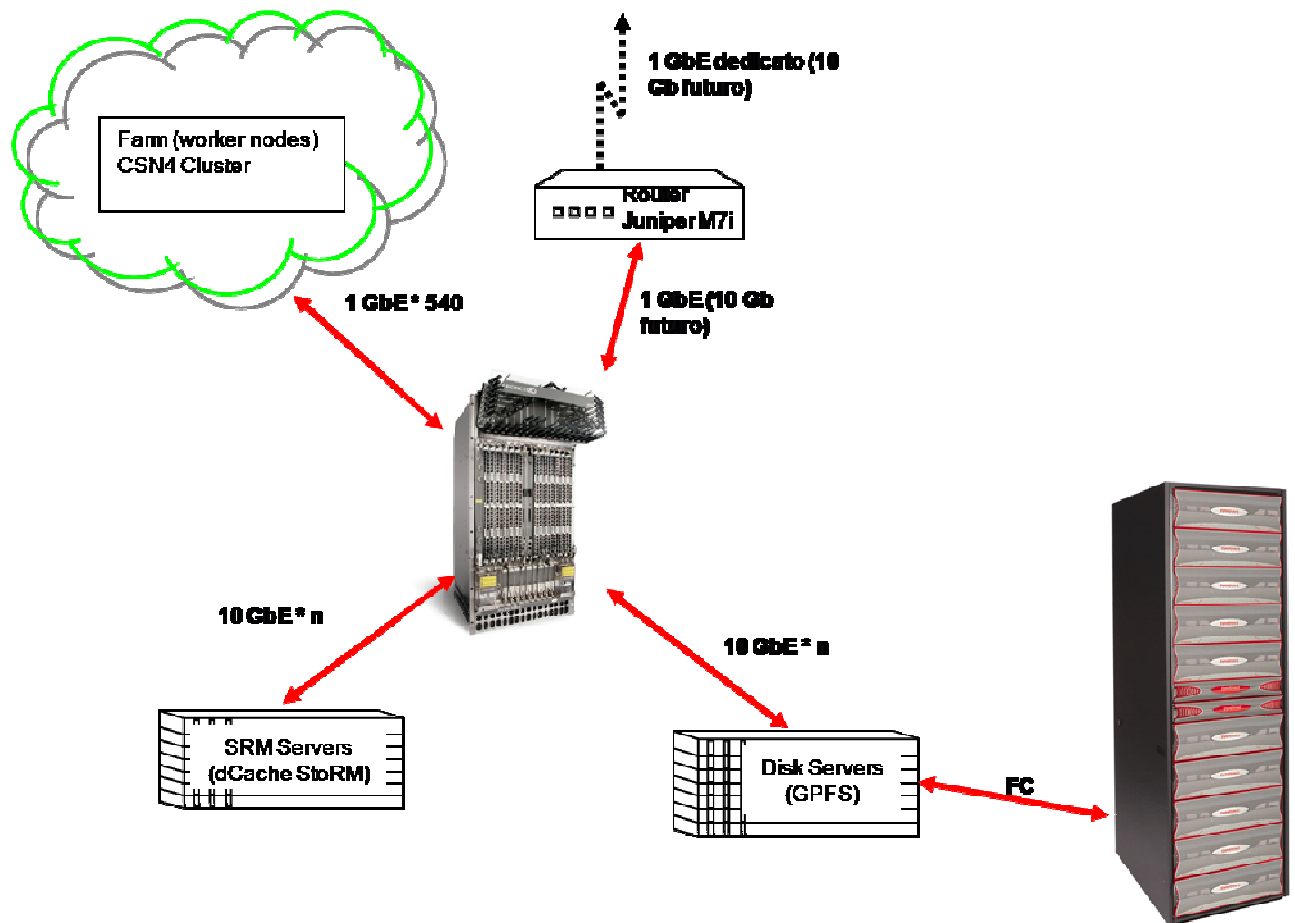 1 GbE dedicato (10
Gb futuro)
Farm (worker nodes)
CSN4 Cluster
Router
Juniper M7i
1 GbE * 540
1 GbE (10 Gb
futuro)
10 GbE * n
10 GbE * n
SRM Servers
(dCache StoRM)
Disk Servers
(GPFS)
FC